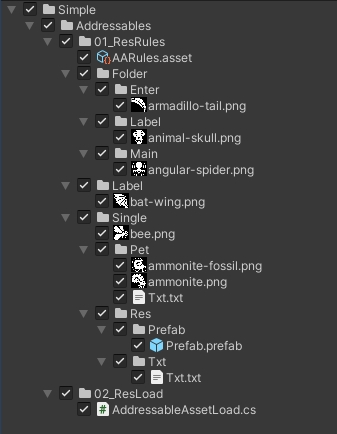 Simple
Addressables
01_ResRules
AARules.asset
Folder
Enter
armadillo-tail.png
Label
animal-skull.png
Main
angular-spider.png
Label
bat-wing.png
Single
bee.png
Pet
ammonite-fossil.png
ammonite.png
Txt.txt
Res
Prefab
Prefab.prefab
Txt
Txt.txt
02_ResLoad
AddressableAssetLoad.cs